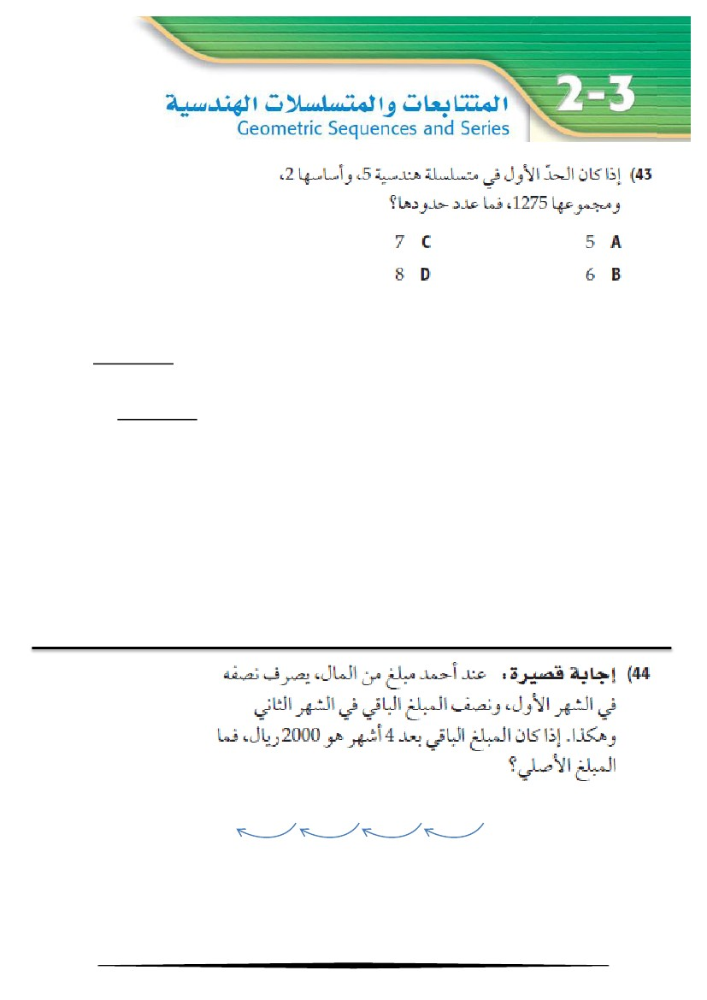 2-3
المتتابعات والمتسلسلات الهندسية
Geometric Sequences and Series
43) إذا كان الحدّ الأول في متسلسلة هندسية 5، وأساسها 2،
ومجموعها 1275، فما عدد حدودها؟
A 5 C 7
B 6 D 8
44) إجابة قصيرة: عند أحمد مبلغ من المال، يصرف نصفه
في الشهر الأول، ونصف المبلغ الباقي في الشهر الثاني
وهكذا. إذا كان المبلغ الباقي بعد 4 أشهر هو 2000 ريال، فما
المبلغ الأصلي؟